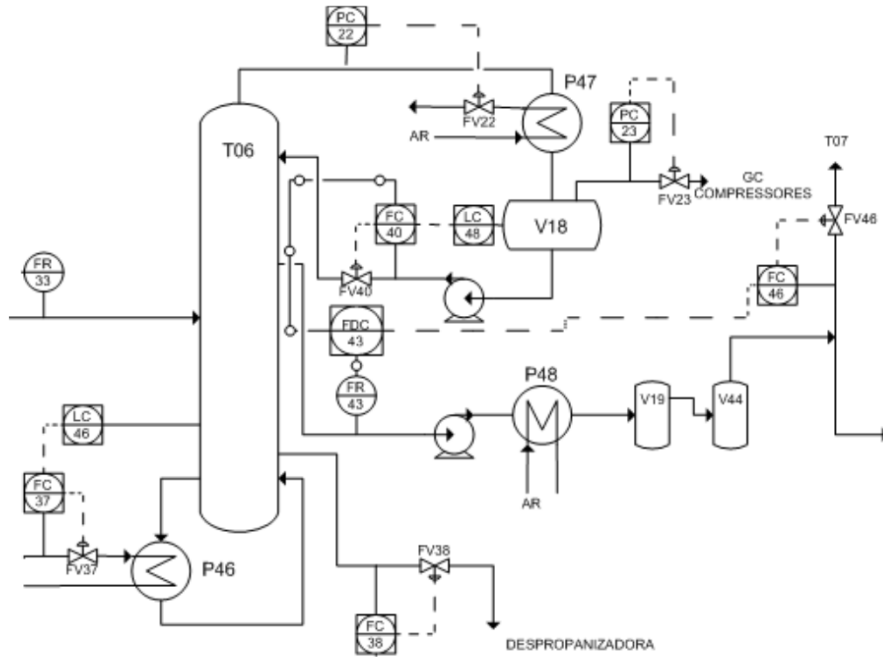 PC
22
P47
FV22
AR
PC
23
T07
T06
GC
COMPRESSORES
FV23
FV46
FC
40
LC
48
V18
FC
46
FR
33
FV40
FDC
43
P48
FR
43
V19
V44
LC
46
FC
37
AR
FV37
P46
FV38
FC
38
DESPROPANIZADORA